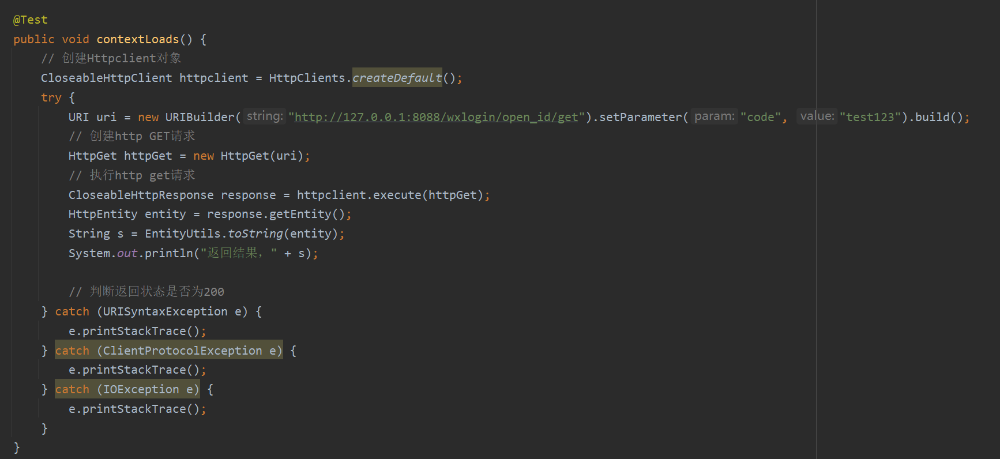 @Test
public void contextLoads() {
// 创建Httpclient对象
CloseableHttpClient httpclient = HttpClients.createDefault();
try {
URI uri = new URIBuilder( string: "http://127.0.0.1:8088/wxlogin/open_id/get").setParameter( param: "code", value: "test123").build();
// 创建http GET请求
HttpGet httpGet = new HttpGet(uri);
// 执行http get请求
CloseableHttpResponse response = httpclient.execute(httpGet);
HttpEntity entity = response.getEntity();
String s = EntityUtils.toString(entity);
System.out.println("返回结果，" + s);
// 判断返回状态是否为200
} catch (URISyntaxException e) {
e.printStackTrace();
} catch (ClientProtocolException e) {
e.printStackTrace();
} catch (IOException e) {
e.printStackTrace();
}
}